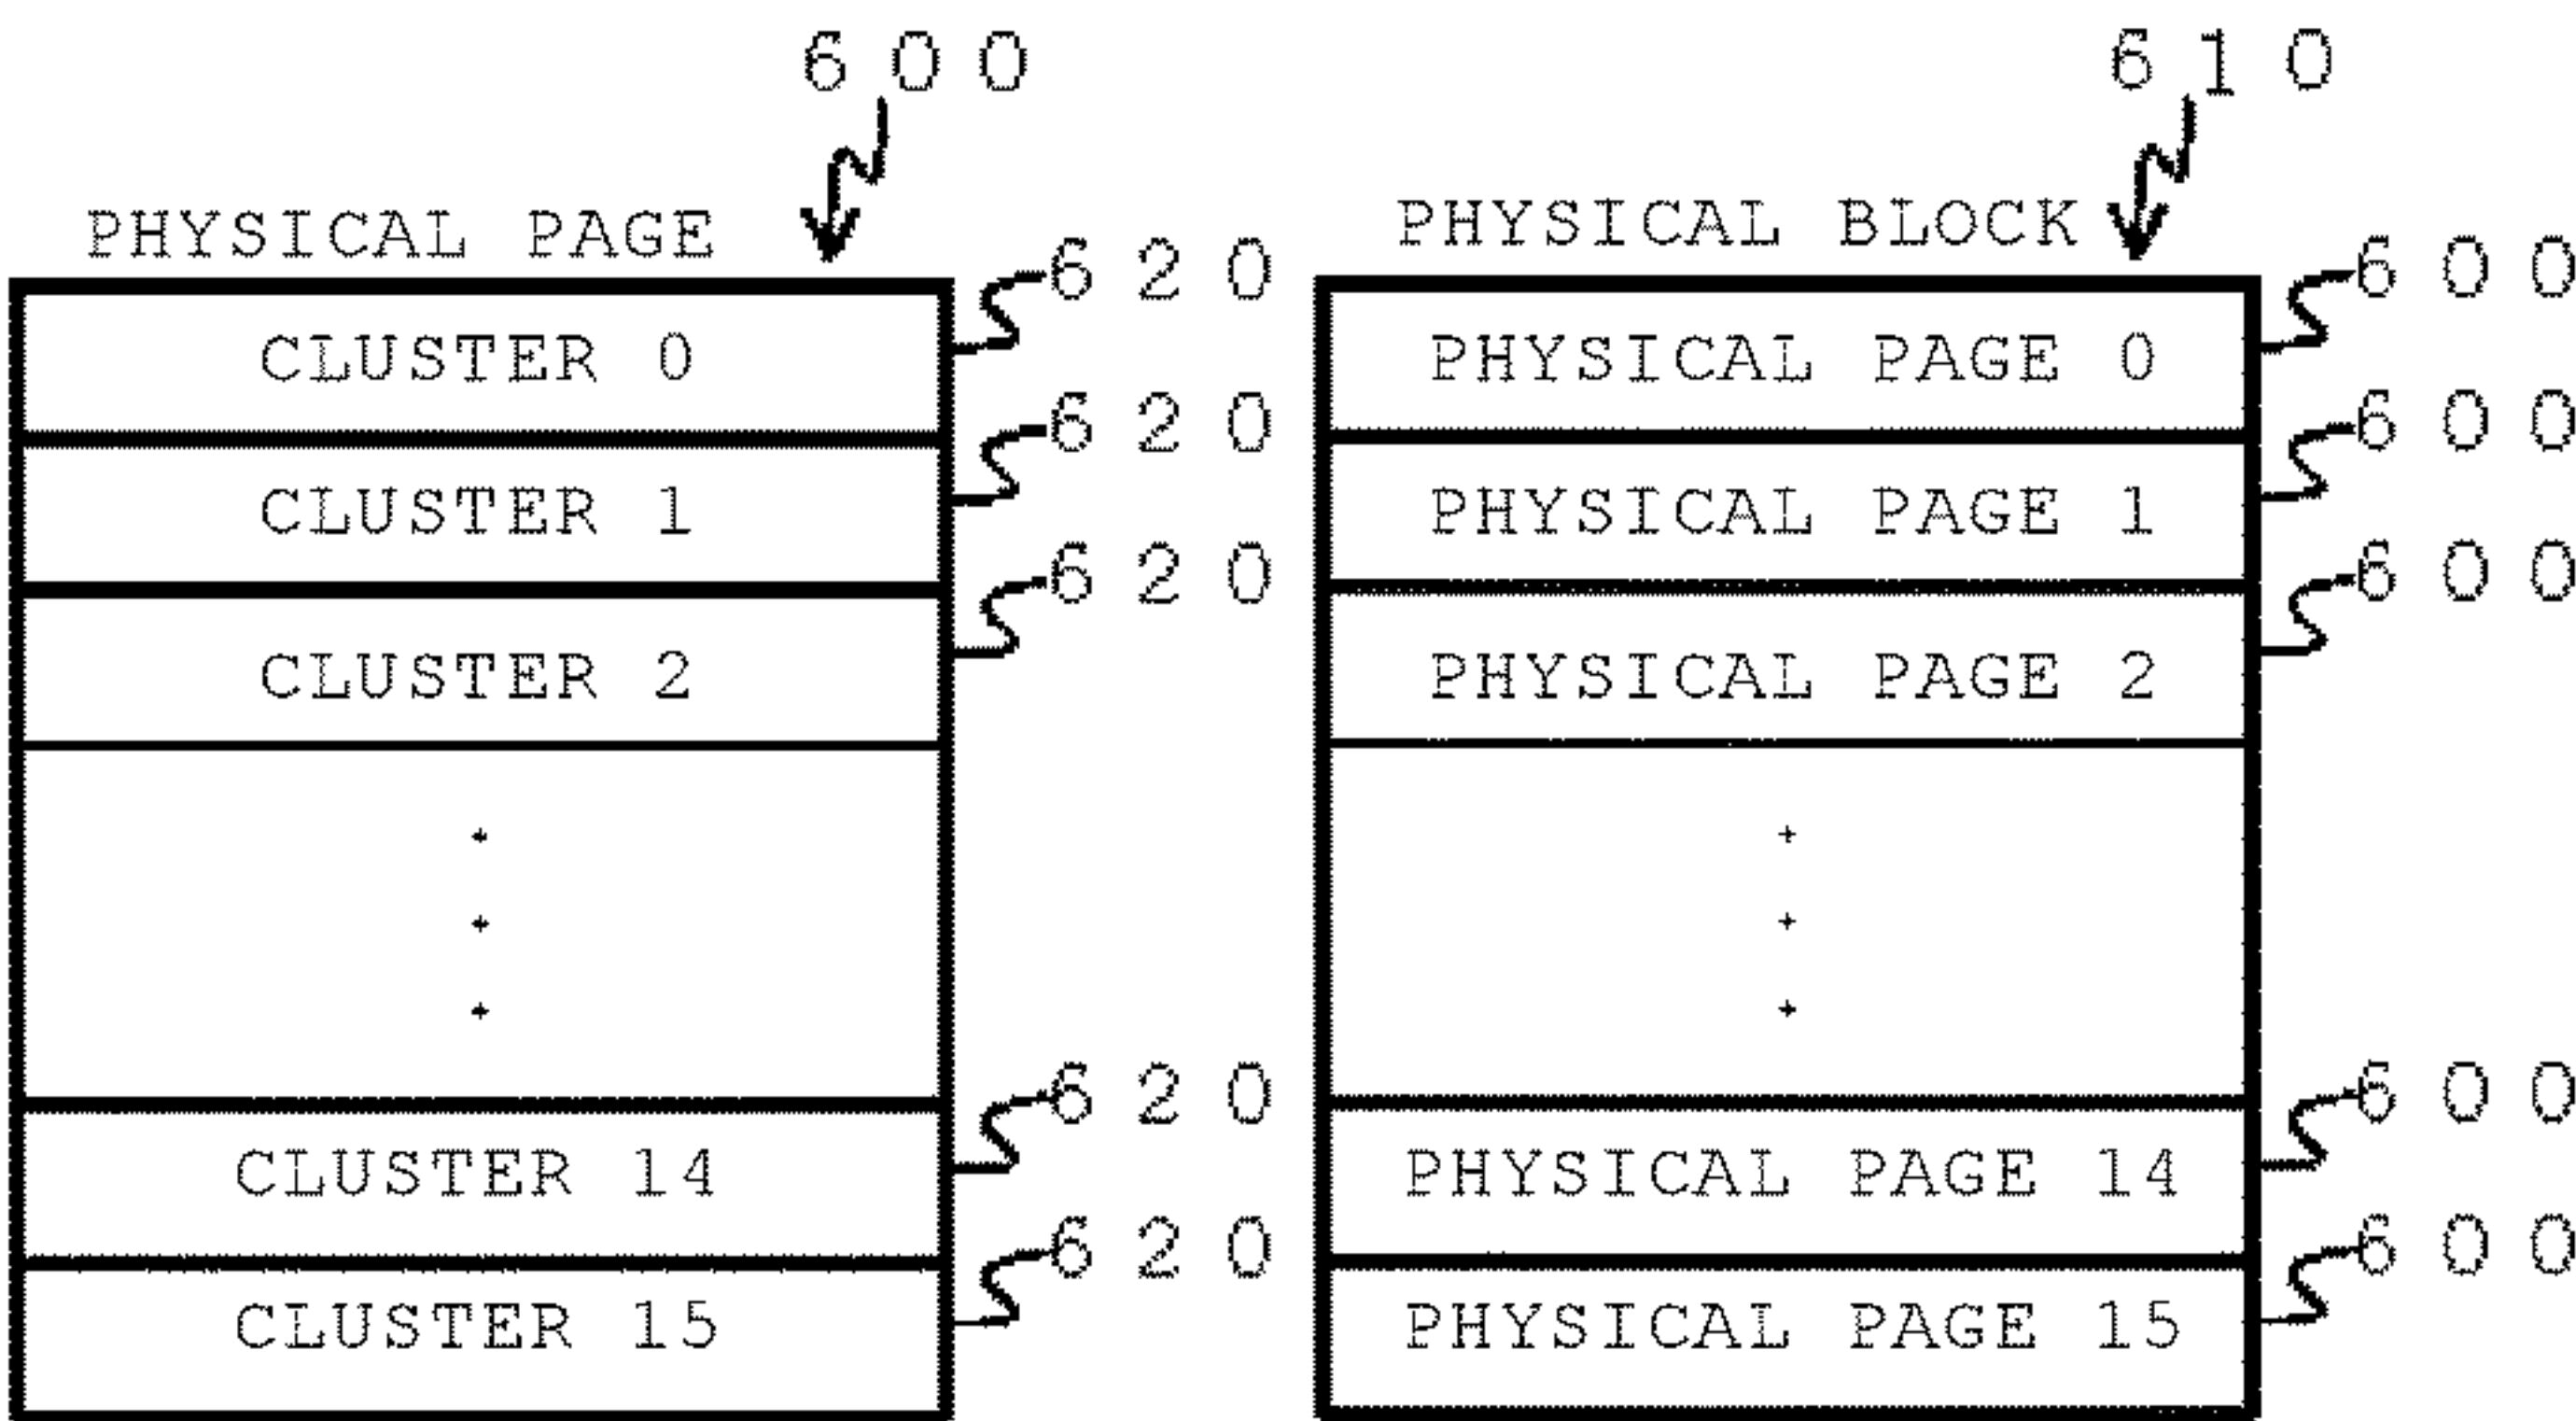 600
PHYSICAL PAGE
CLUSTER 0
620
CLUSTER 1
620
CLUSTER 2
620
CLUSTER 14
620
CLUSTER 15
620
610
PHYSICAL BLOCK
PHYSICAL PAGE 0
600
PHYSICAL PAGE 1
600
PHYSICAL PAGE 2
600
PHYSICAL PAGE 14
600
PHYSICAL PAGE 15
600